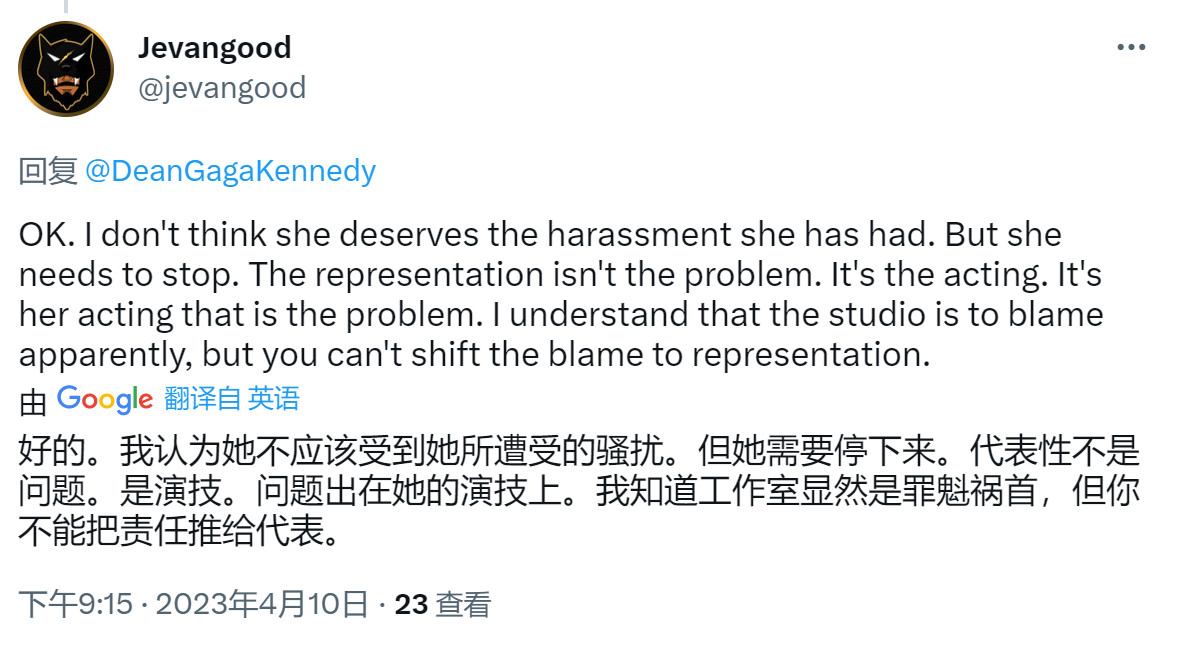 Jevangood
@jevangood
回复 @DeanGagaKennedy
OK. I don't think she deserves the harassment she has had. But she
needs to stop. The representation isn't the problem. It's the acting. It's
her acting that is the problem. I understand that the studio is to blame
apparently, but you can't shift the blame to representation.
由 Google 翻译自 英语
好的。我认为她不应该受到她所遭受的骚扰。但她需要停下来。代表性不是
问题。是演技。问题出在她的演技上。我知道工作室显然是罪魁祸首，但你
不能把责任推给代表。
下午9:15 · 2023年4月10日 · 23 查看